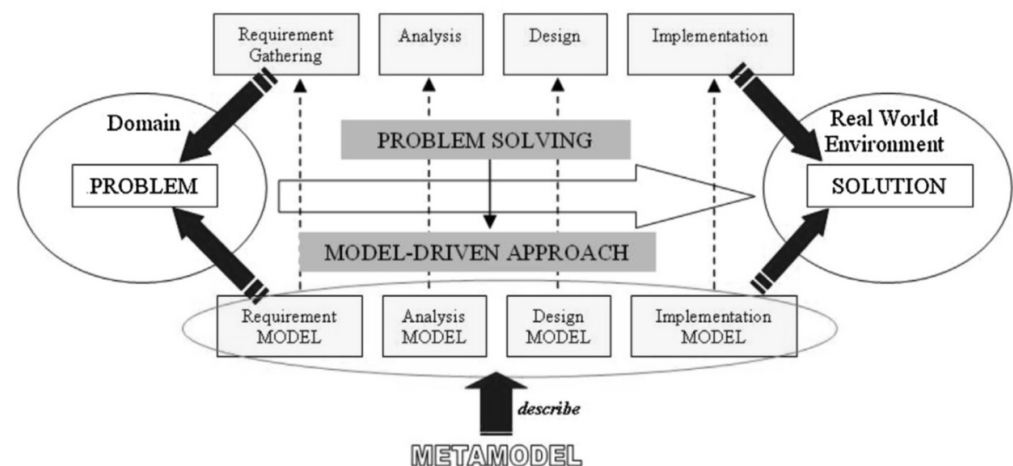 Requirement
Gathering
Analysis
Design
Implementation
Domain
PROBLEM
PROBLEM SOLVING
MODEL-DRIVEN APPROACH
Real World
Environment
SOLUTION
Requirement
MODEL
Analysis
MODEL
Design
MODEL
Implementation
MODEL
describe
METAMODEL